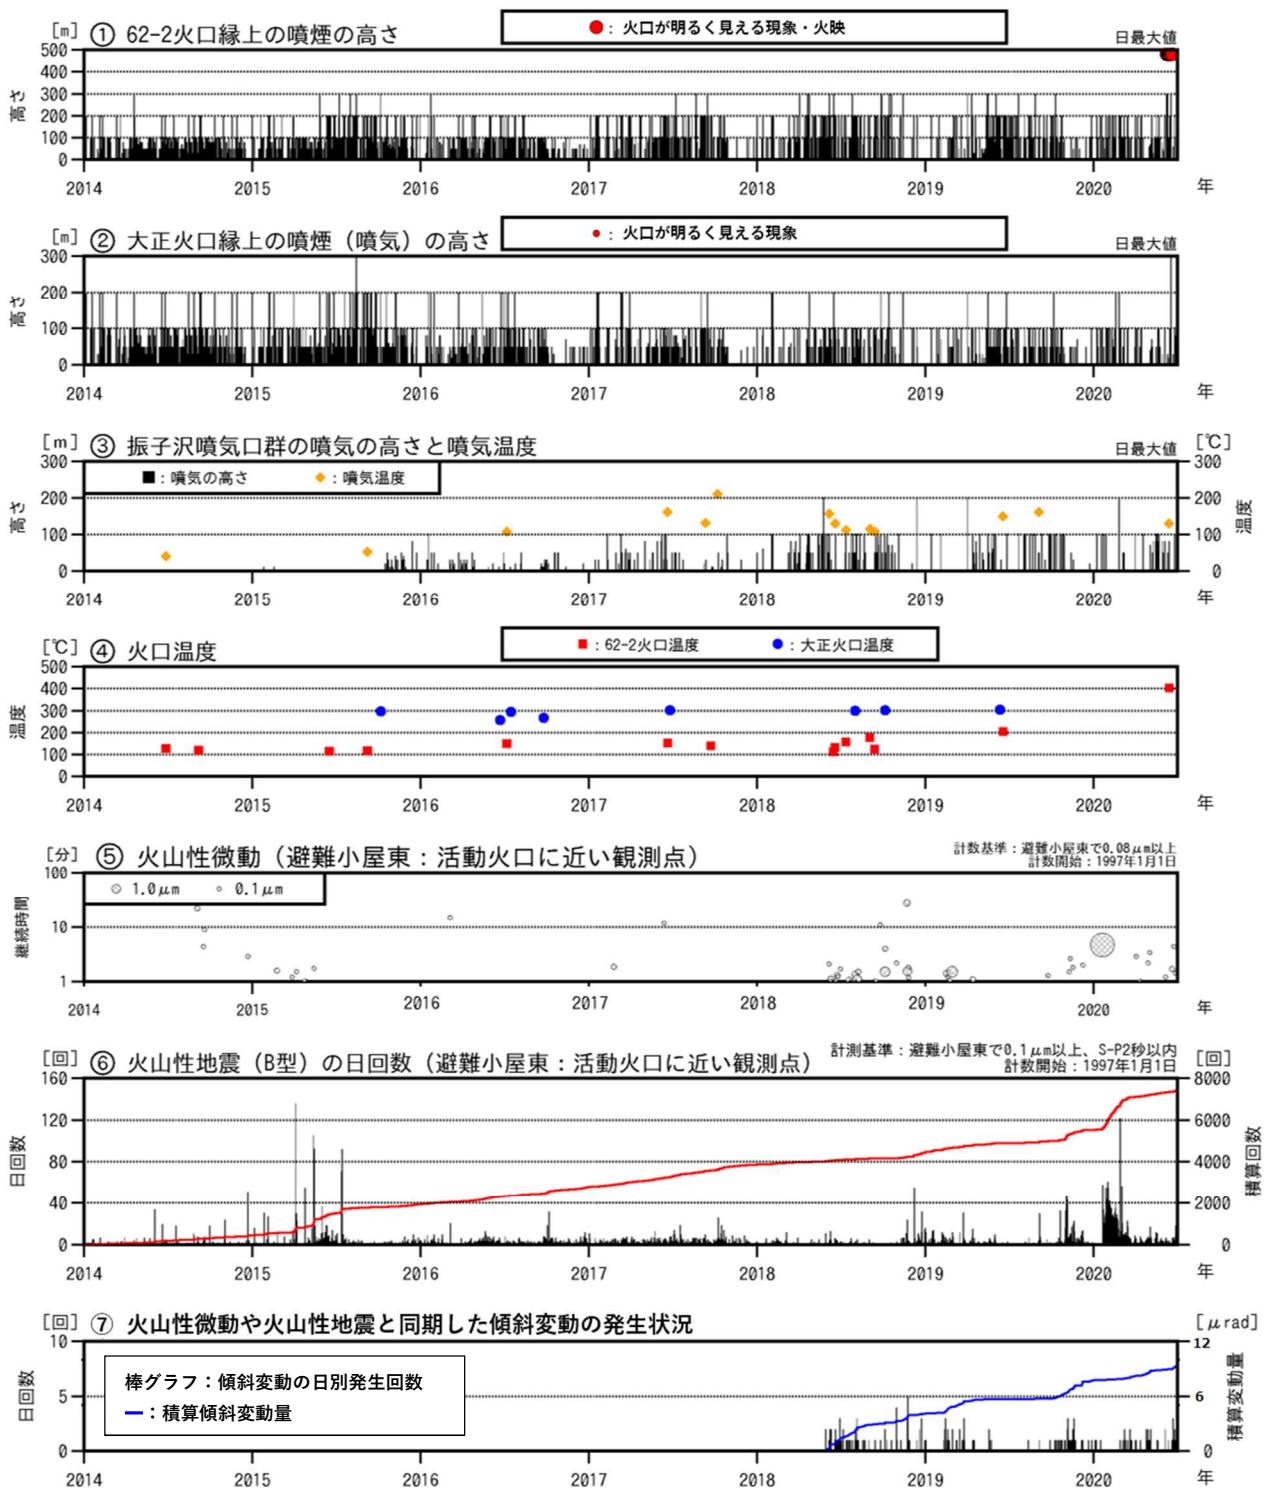 [m] ① 62-2火口縁上の噴煙の高さ
●：火口が明るく見える現象・火映
日最大値
高さ
500
400
300
200
100
0
2014 2015 2016 2017 2018 2019 2020 年
[m] ② 大正火口縁上の噴煙（噴気）の高さ
●：火口が明るく見える現象
日最大値
高さ
300
200
100
0
2014 2015 2016 2017 2018 2019 2020 年
[m] ③ 振子沢噴気口群の噴気の高さと噴気温度
日最大値 [℃]
■：噴気の高さ ◆：噴気温度
高さ
温度
300 300
200 200
100 100
0 0
2014 2015 2016 2017 2018 2019 2020 年
[℃] ④ 火口温度
■：62-2火口温度 ●：大正火口温度
温度
500
400
300
200
100
0
2014 2015 2016 2017 2018 2019 2020 年
[分] ⑤ 火山性微動（避難小屋東：活動火口に近い観測点）
計数基準：避難小屋東で0.08μm以上
計数開始：1997年1月1日
1.0μm 0.1μm
継続時間
100
10
1
2014 2015 2016 2017 2018 2019 2020 年
[回] ⑥ 火山性地震（B型）の日回数（避難小屋東：活動火口に近い観測点）
計測基準：避難小屋東で0.1μm以上、S-P2秒以内
計数開始：1997年1月1日
[回]
日回数
積算回数
160 8000
120 6000
80 4000
40 2000
0 0
2014 2015 2016 2017 2018 2019 2020 年
[回] ⑦ 火山性微動や火山性地震と同期した傾斜変動の発生状況
[μrad]
棒グラフ：傾斜変動の日別発生回数
ー：積算傾斜変動量
日回数
積算変動量
10 12
5 6
0 0
2014 2015 2016 2017 2018 2019 2020 年